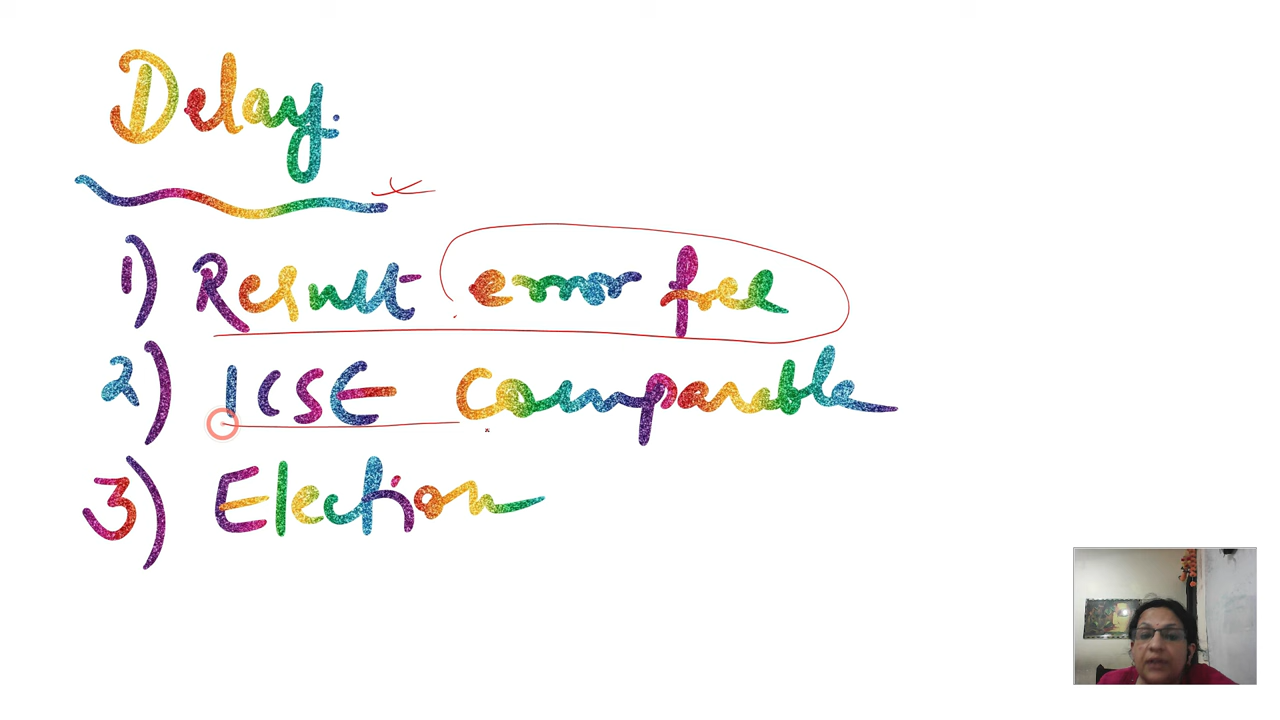 Delay.
1) Result error free
2) ICSE Comparable
3) Election